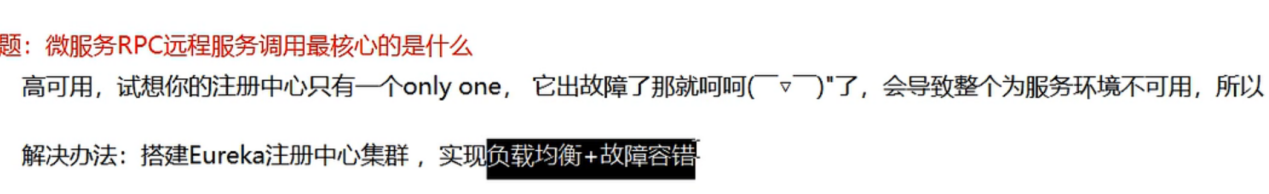 题：微服务RPC远程服务调用最核心的是什么
高可用，试想你的注册中心只有一个only one， 它出故障了那就呵呵(￣▽￣)"了，会导致整个为服务环境不可用，所以
解决办法：搭建Eureka注册中心集群 ，实现负载均衡+故障容错